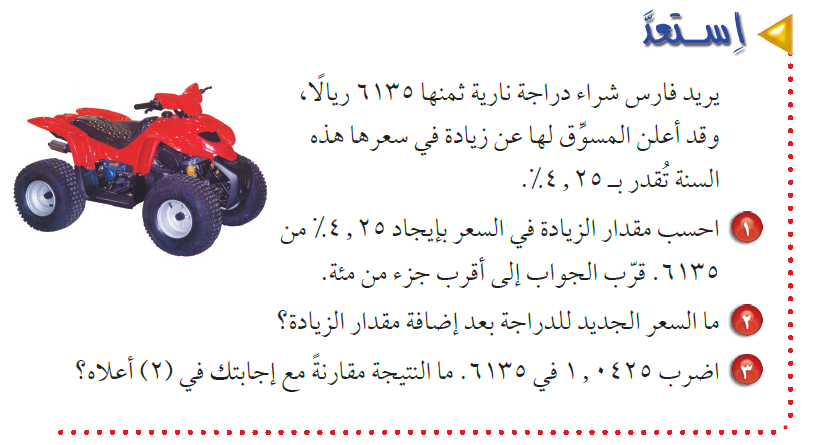 اِستعدَّ
يريد فارس شراء دراجة نارية ثمنها ٦١٣٥ ريالًا،
وقد أعلن المسوِّق لها عن زيادة في سعرها هذه
السنة تُقدر بـ ٤,٢٥٪.
١ احسب مقدار الزيادة في السعر بإيجاد ٤,٢٥٪ من
٦١٣٥. قرّب الجواب إلى أقرب جزء من مئة.
٢ ما السعر الجديد للدراجة بعد إضافة مقدار الزيادة؟
٣ اضرب ١,٠٤٢٥ في ٦١٣٥. ما النتيجة مقارنةً مع إجابتك في (٢) أعلاه؟